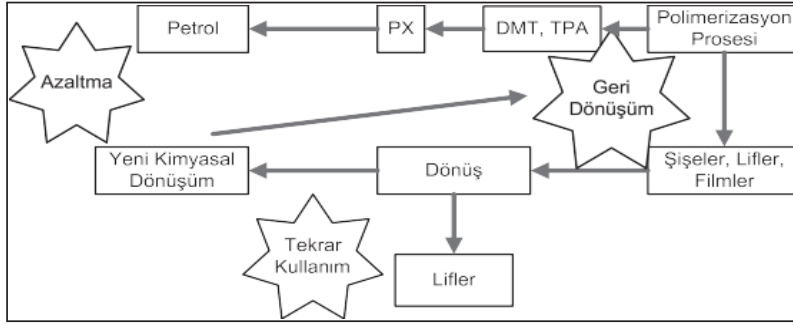 Petrol
PX
DMT, TPA
Polimerizasyon
Prosesi
Azaltma
Geri
Dönüşüm
Yeni Kimyasal
Dönüşüm
Dönüş
Şişeler, Lifler,
Filmler
Tekrar
Kullanım
Lifler